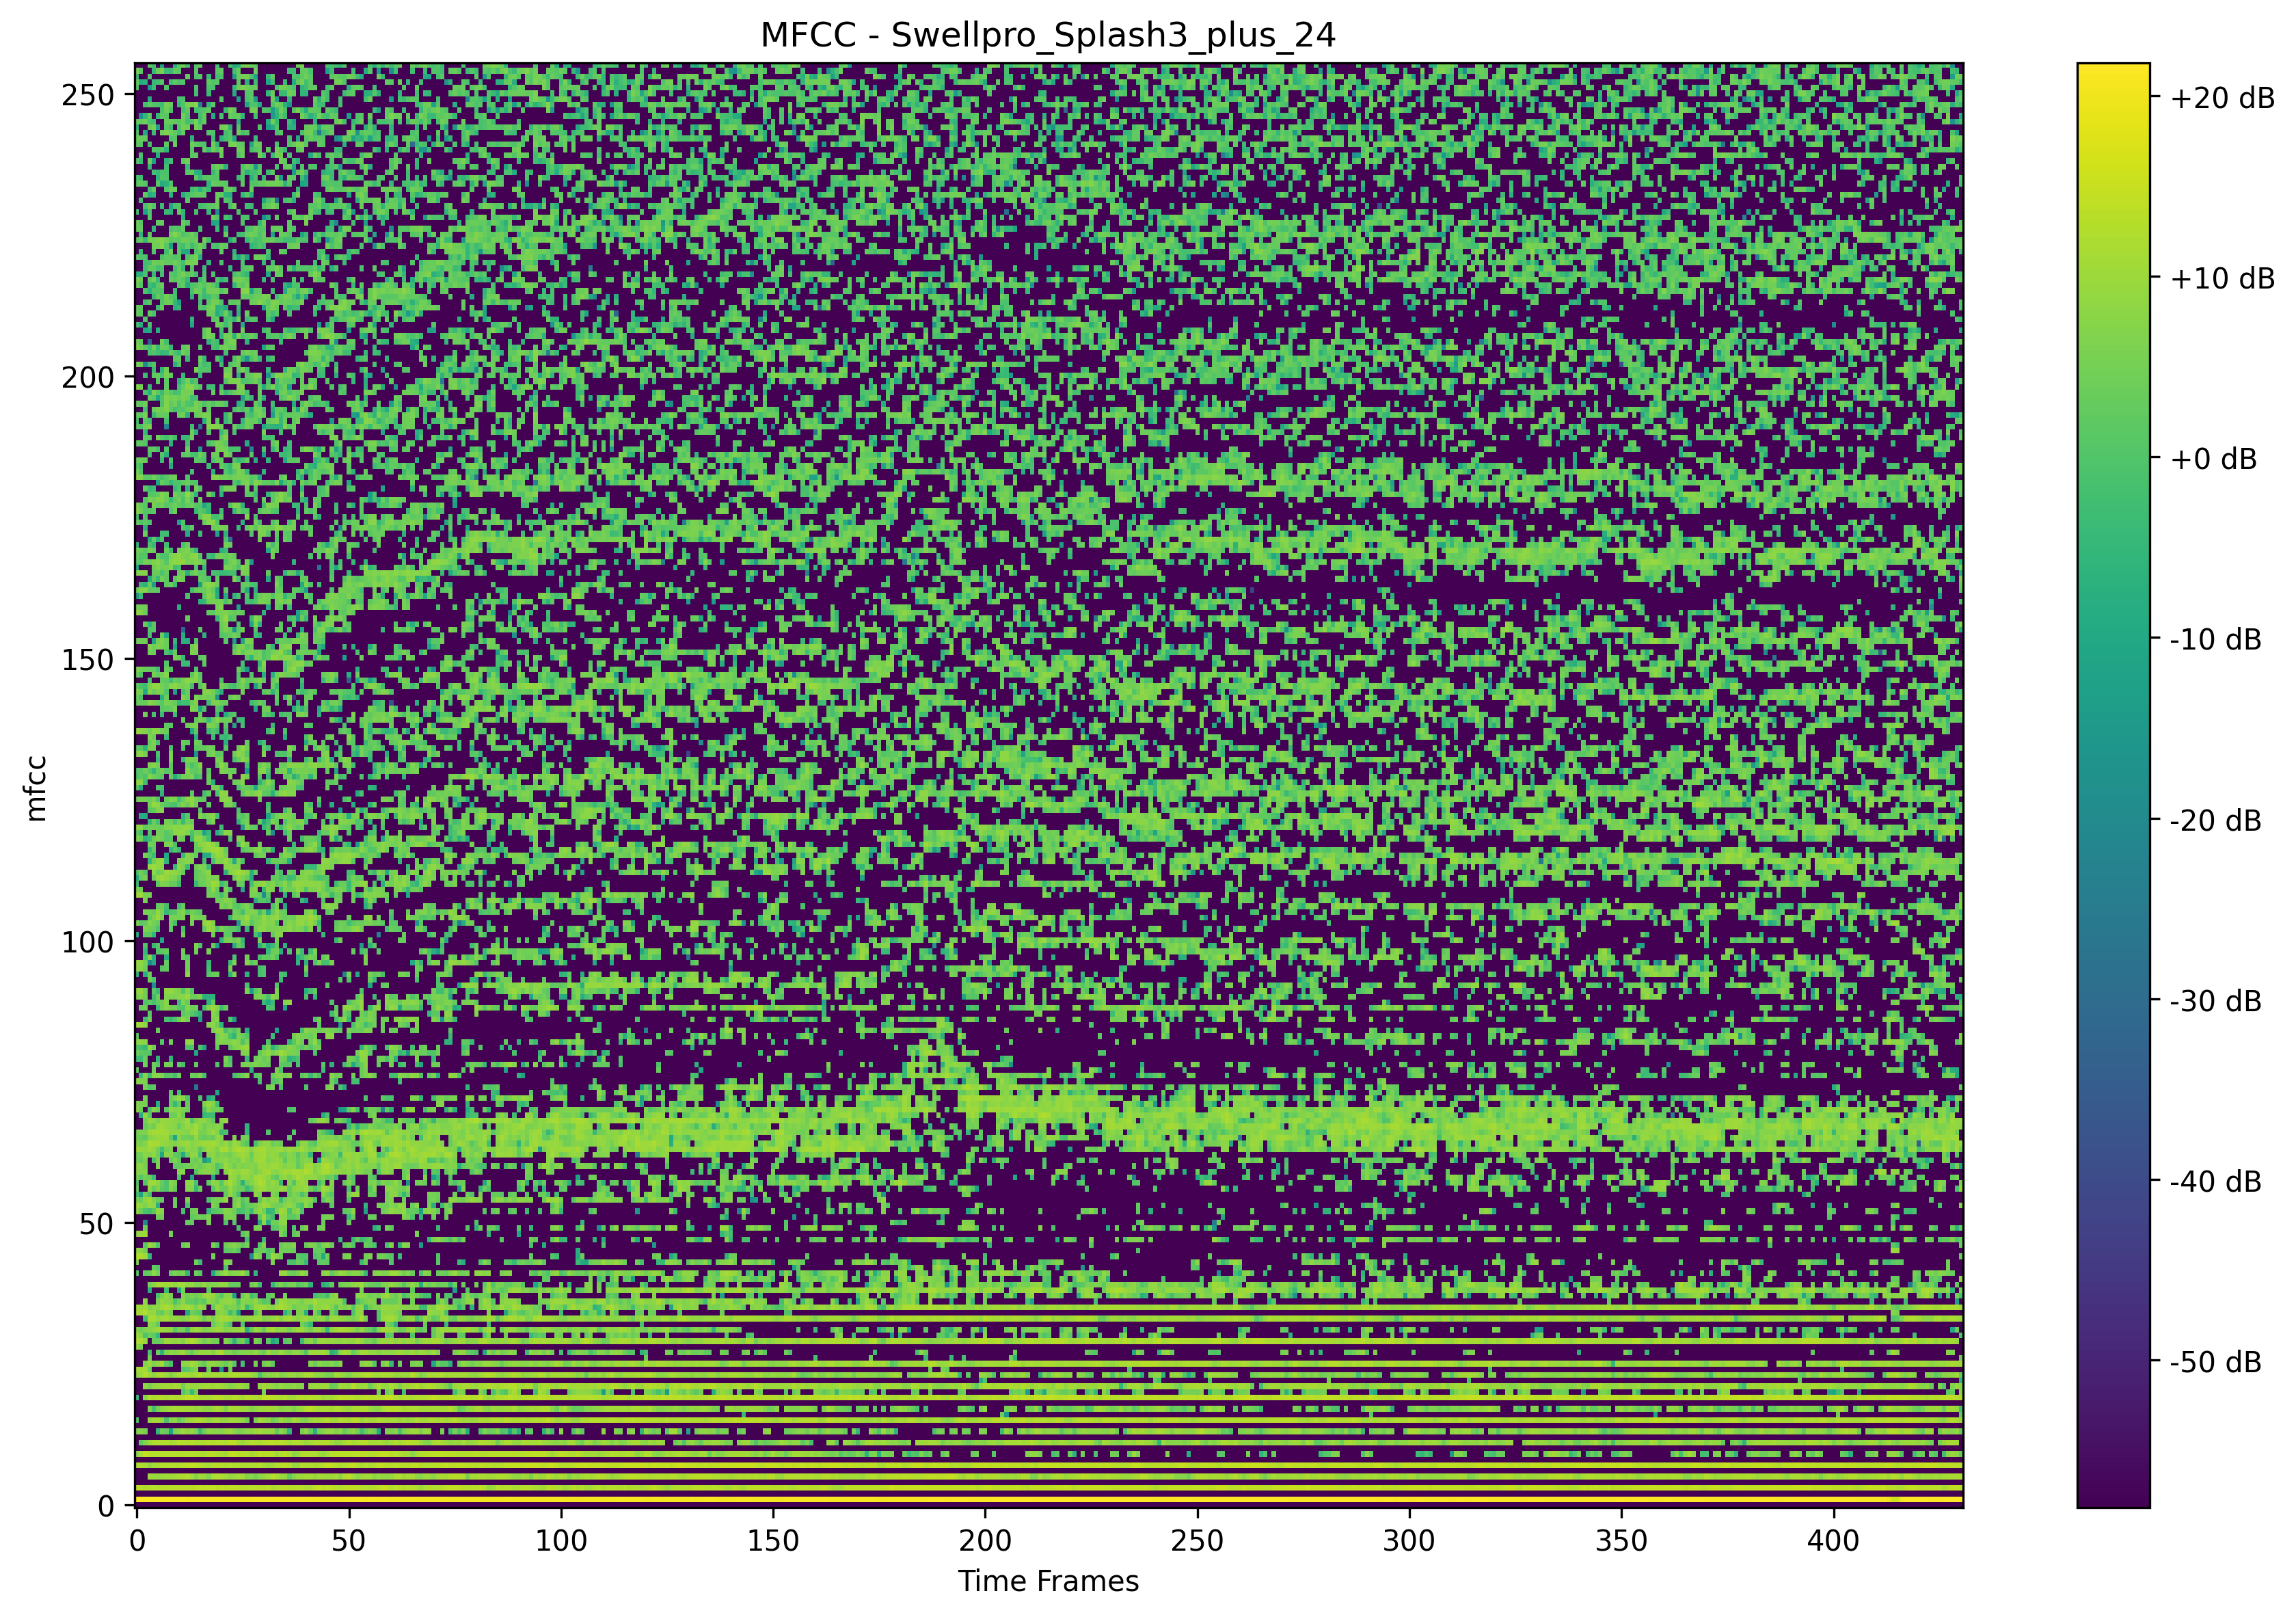 MFCC - Swellpro_Splash3_plus_24
250
200
150
100
50
0
mfcc
0 50 100 150 200 250 300 350 400
Time Frames
+20 dB
+10 dB
+0 dB
-10 dB
-20 dB
-30 dB
-40 dB
-50 dB